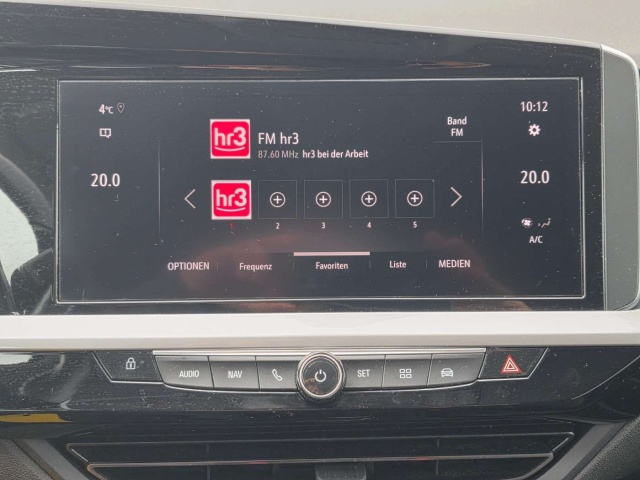 4°C
10:12
hr3
FM hr3
Band
FM
87.60 MHz hr3 bei der Arbeit
20.0
20.0
hr3
1 2 3 4 5
A/C
OPTIONEN Frequenz Favoriten Liste MEDIEN
AUDIO NAV SET